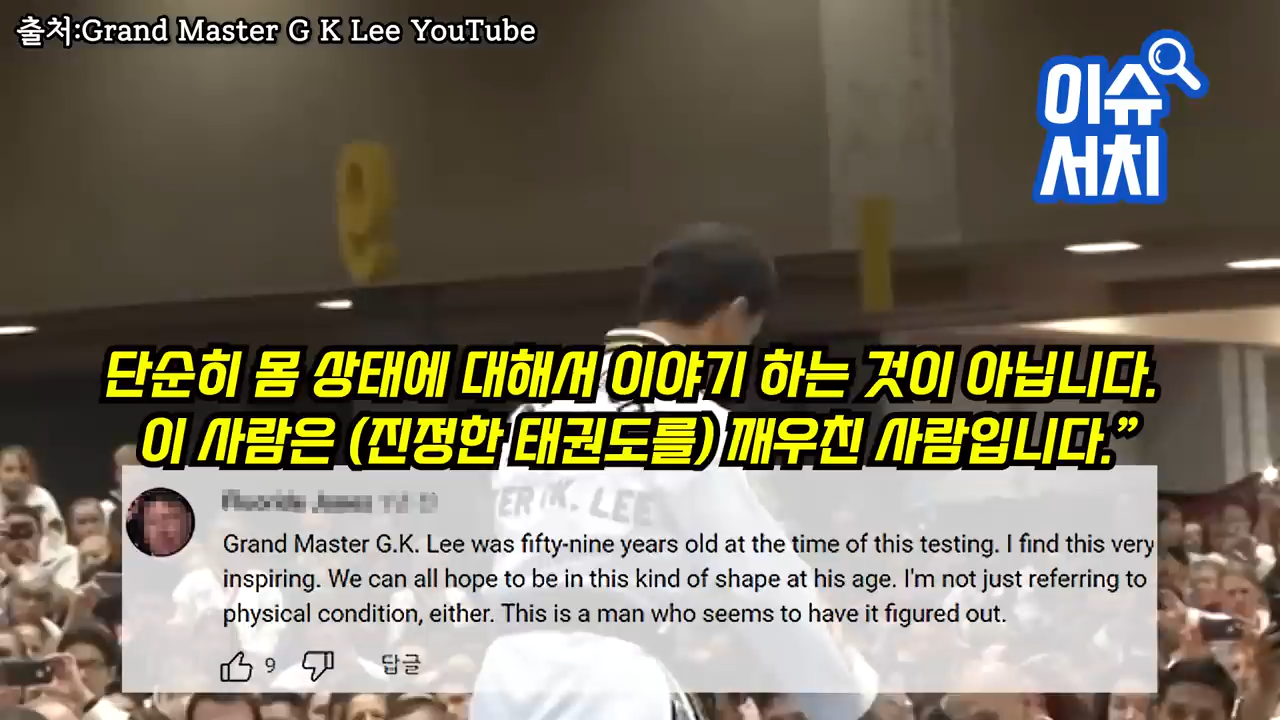 출처:Grand Master G K Lee YouTube
이슈
서치
단순히 몸 상태에 대해서 이야기 하는 것이 아닙니다.
이 사람은 (진정한 태권도를) 깨우친 사람입니다.”
K. LEE
Grand Master G.K. Lee was fifty-nine years old at the time of this testing. I find this very
inspiring. We can all hope to be in this kind of shape at his age. I'm not just referring to
physical condition, either. This is a man who seems to have it figured out.
9
답글